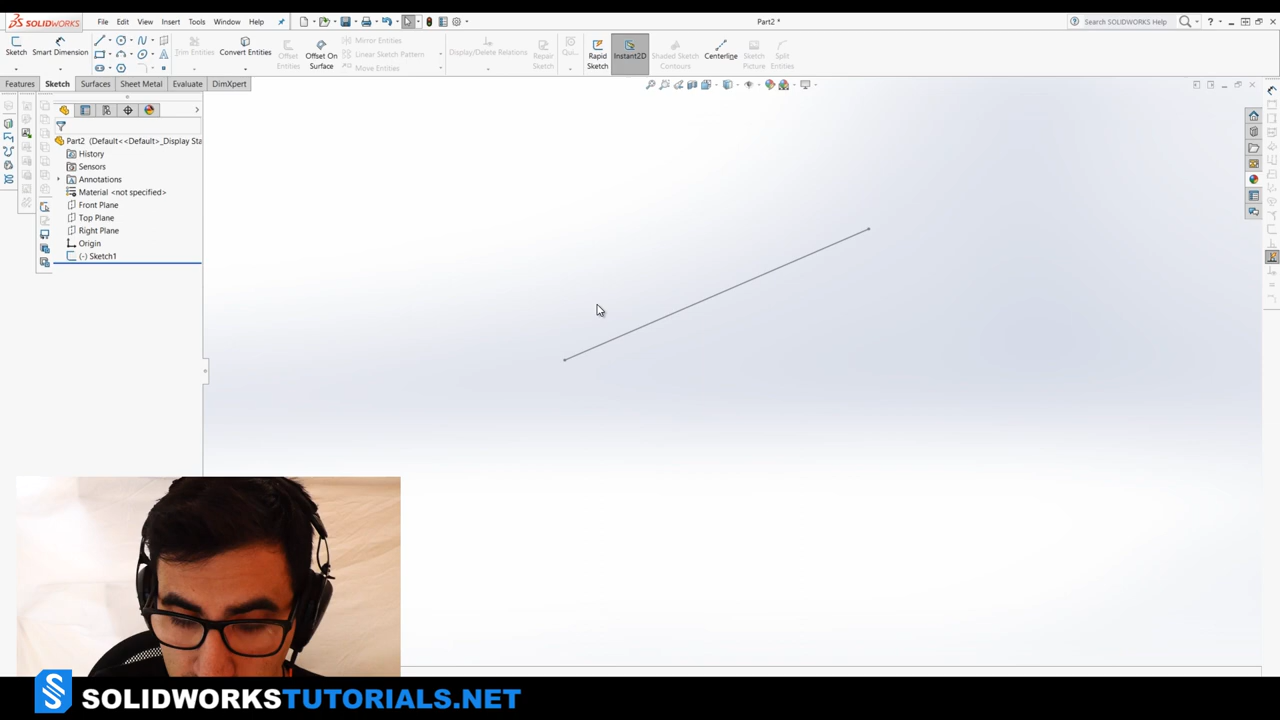 SOLIDWORKS File Edit View Insert Tools Window Help Part2 * Search SOLIDWORKS Help
Sketch Smart Dimension Trim Entities Convert Entities Offset Entities Offset On Surface Mirror Entities Linear Sketch Pattern Move Entities Display/Delete Relations Repair Sketch Qui... Rapid Sketch Instant2D Shaded Sketch Contours Centerline Sketch Picture Split Entities
Features Sketch Surfaces Sheet Metal Evaluate DimXpert
Part2 (Default<<Default>_Display Sta
History
Sensors
Annotations
Material <not specified>
Front Plane
Top Plane
Right Plane
Origin
(-) Sketch1
SOLIDWORKSTUTORIALS.NET